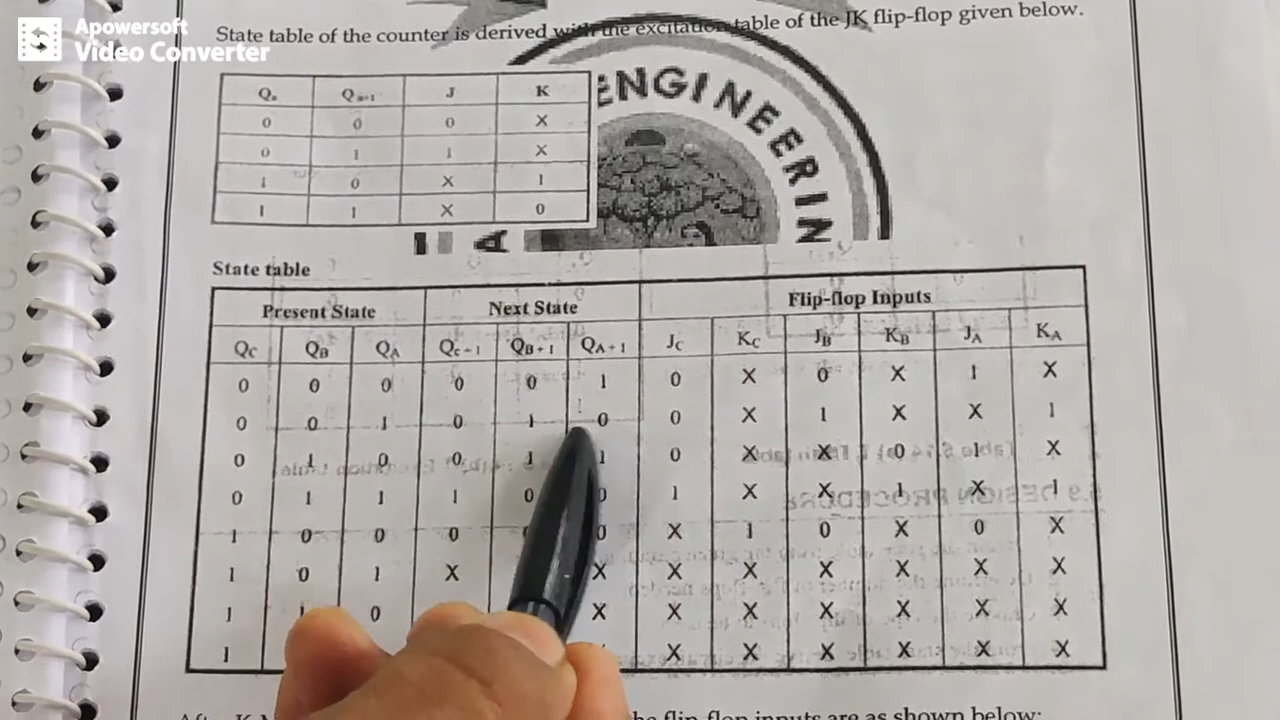 Apowersoft
Video Converter
State table of the counter is derived with the excitation table of the JK flip-flop given below.
ENGINEERIN
A
Qn Qn+1 J K
0 0 0 X
0 1 1 X
1 0 X 1
1 1 X 0
State table
Present State Next State Flip-flop Inputs
QC QB QA QC+1 QB+1 QA+1 JC KC JB KB JA KA
0 0 0 0 0 1 0 X 0 X 1 X
0 0 1 0 1 0 0 X 1 X X 1
0 1 0 0 1 1 0 X X 0 1 X
0 1 1 1 0 0 1 X X 1 X 1
1 0 0 0 0 X 1 0 X 0 X
1 0 1 X X X X X X X X
1 0 X X X X X X X
1 X X X X X X
the flip-flop inputs are as shown below: